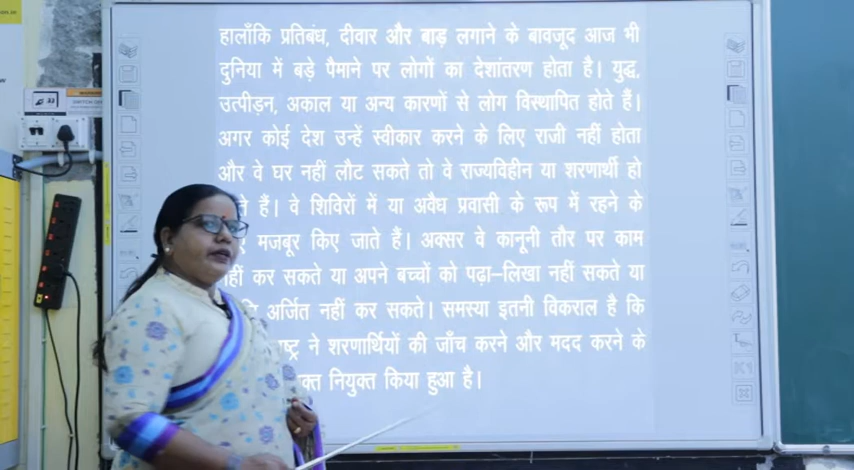 हालाँकि प्रतिबंध, दीवार और बाड़ लगाने के बावजूद आज भी
दुनिया में बड़े पैमाने पर लोगों का देशांतरण होता है। युद्ध,
उत्पीड़न, अकाल या अन्य कारणों से लोग विस्थापित होते हैं।
अगर कोई देश उन्हें स्वीकार करने के लिए राजी नहीं होता
और वे घर नहीं लौट सकते तो वे राज्यविहीन या शरणार्थी हो
हैं। वे शिविरों में या अवैध प्रवासी के रूप में रहने के
मजबूर किए जाते हैं। अक्सर वे कानूनी तौर पर काम
नहीं कर सकते या अपने बच्चों को पढ़ा–लिखा नहीं सकते या
अर्जित नहीं कर सकते। समस्या इतनी विकराल है कि
ने शरणार्थियों की जाँच करने और मदद करने के
नियुक्त किया हुआ है।